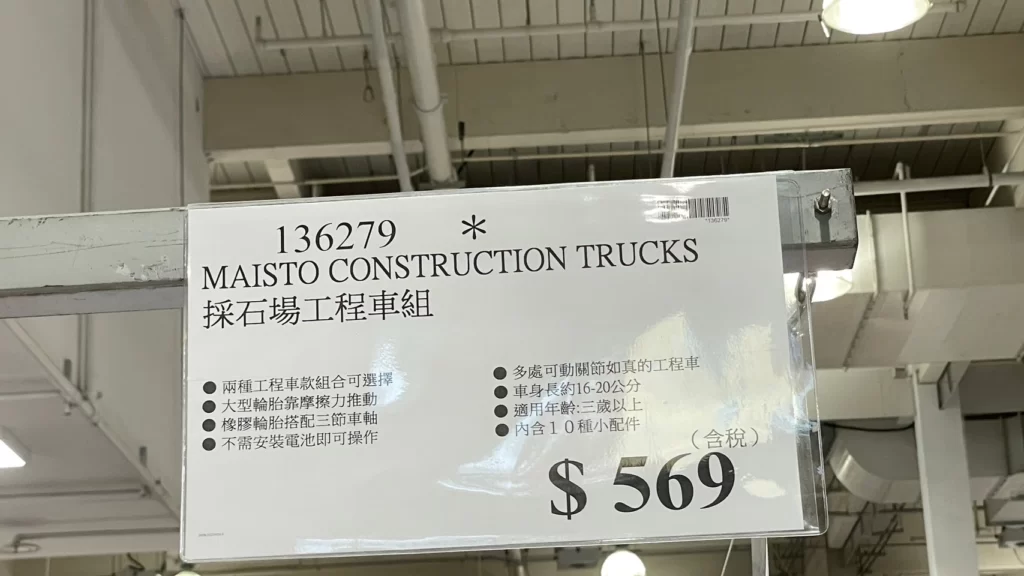 136279 *
*136279*
MAISTO CONSTRUCTION TRUCKS
採石場工程車組
● 兩種工程車款組合可選擇
● 大型輪胎靠摩擦力推動
● 橡膠輪胎搭配三節車軸
● 不需安裝電池即可操作
● 多處可動關節如真的工程車
● 車身長約16-20公分
● 適用年齡:三歲以上
● 內含１０種小配件
（含稅）
$ 569